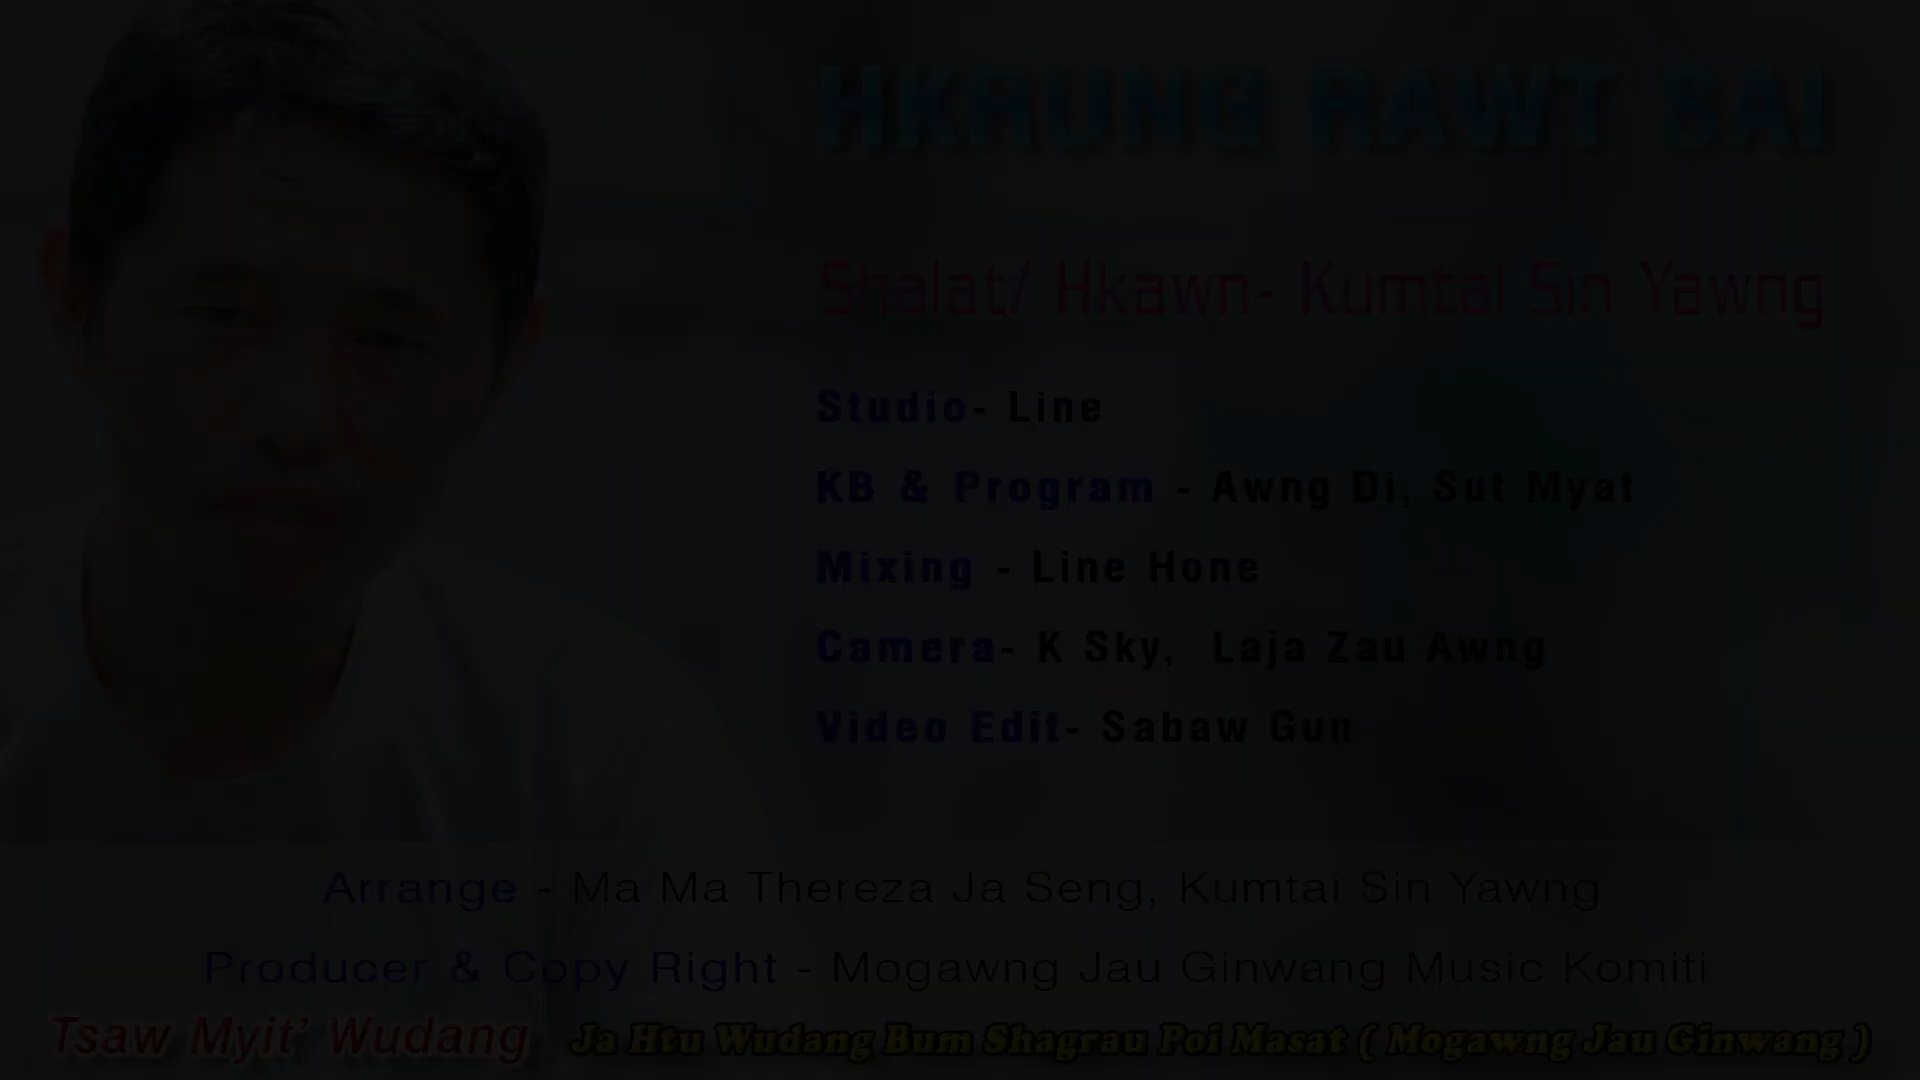 HKRUNG RAWT SAI
Shalat/ Hkawn- Kumtai Sin Yawng
Studio- Line
KB & Program - Awng Di, Sut Myat
Mixing - Line Hone
Camera- K Sky, Laja Zau Awng
Video Edit- Sabaw Gun
Arrange - Ma Ma Thereza Ja Seng, Kumtai Sin Yawng
Producer & Copy Right - Mogawng Jau Ginwang Music Komiti
Tsaw Myit’ Wudang Ja Htu Wudang Bum Shagrau Poi Masat ( Mogawng Jau Ginwang )